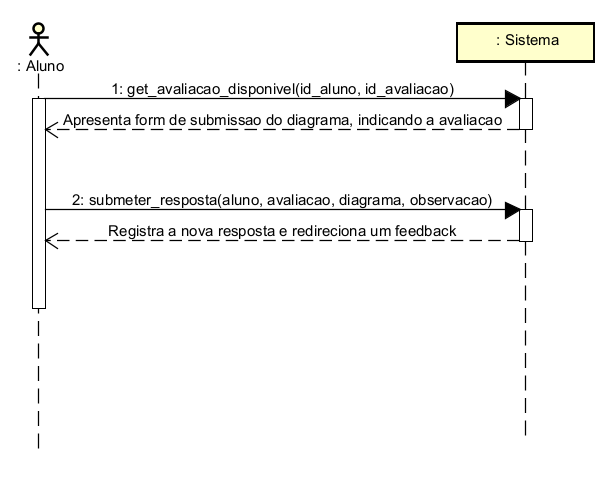 : Aluno
: Sistema
1: get_avaliacao_disponivel(id_aluno, id_avaliacao)
Apresenta form de submissao do diagrama, indicando a avaliacao
2: submeter_resposta(aluno, avaliacao, diagrama, observacao)
Registra a nova resposta e redireciona um feedback